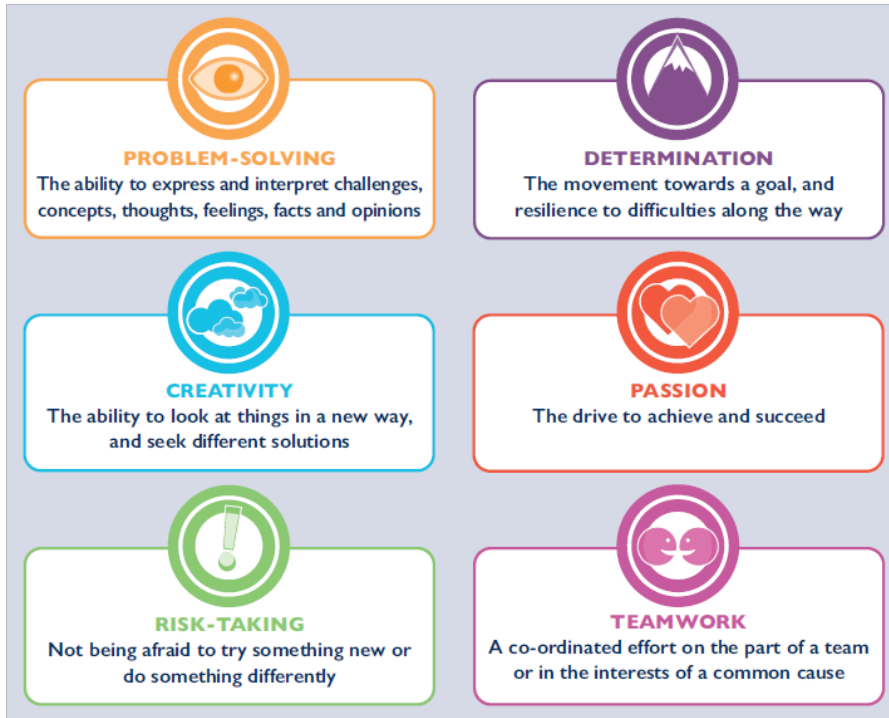 PROBLEM-SOLVING
The ability to express and interpret challenges,
concepts, thoughts, feelings, facts and opinions
DETERMINATION
The movement towards a goal, and
resilience to difficulties along the way
CREATIVITY
The ability to look at things in a new way,
and seek different solutions
PASSION
The drive to achieve and succeed
RISK-TAKING
Not being afraid to try something new or
do something differently
TEAMWORK
A co-ordinated effort on the part of a team
or in the interests of a common cause